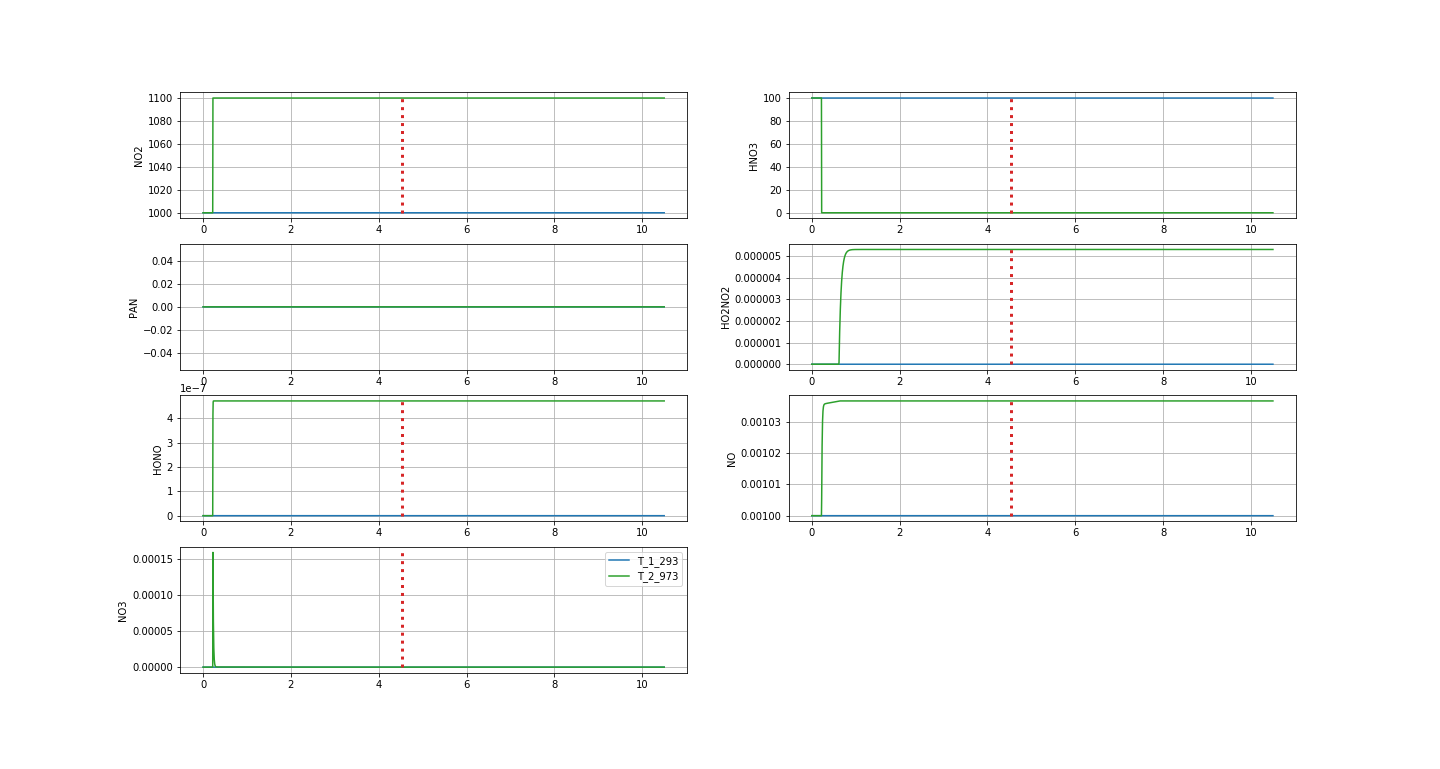 NO2
1100
1080
1060
1040
1020
1000
0 2 4 6 8 10
HNO3
100
80
60
40
20
0
0 2 4 6 8 10
PAN
0.04
0.02
0.00
−0.02
−0.04
0 2 4 6 8 10
HO2NO2
0.000005
0.000004
0.000003
0.000002
0.000001
0.000000
0 2 4 6 8 10
1e−7
HONO
4
3
2
1
0
0 2 4 6 8 10
NO
0.00103
0.00102
0.00101
0.00100
0 2 4 6 8 10
NO3
0.00015
0.00010
0.00005
0.00000
0 2 4 6 8 10
T_1_293
T_2_973